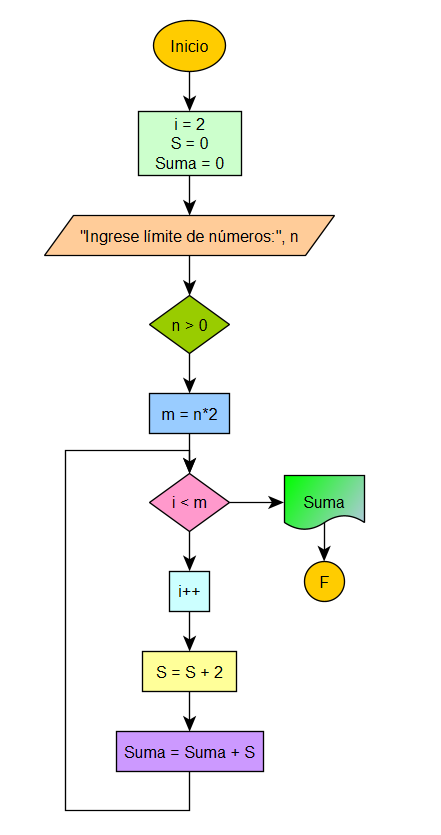 Inicio
i = 2
S = 0
Suma = 0
"Ingrese límite de números:", n
n > 0
m = n*2
i < m
Suma
F
i++
S = S + 2
Suma = Suma + S